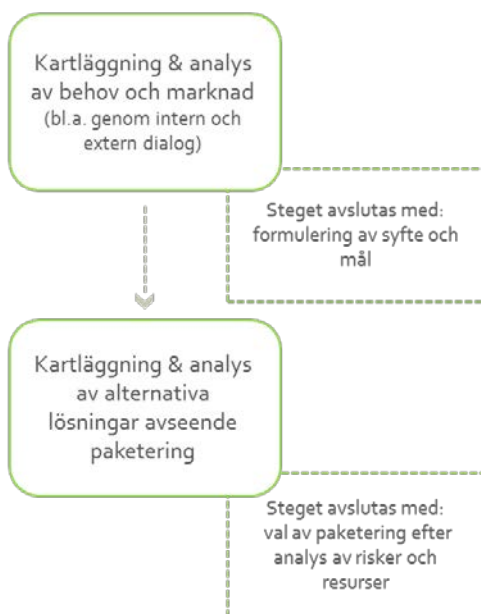 Kartläggning & analys
av behov och marknad
(bl.a. genom intern och
extern dialog)
Steget avslutas med:
formulering av syfte och
mål
Kartläggning & analys
av alternativa
lösningar avseende
paketering
Steget avslutas med:
val av paketering efter
analys av risker och
resurser